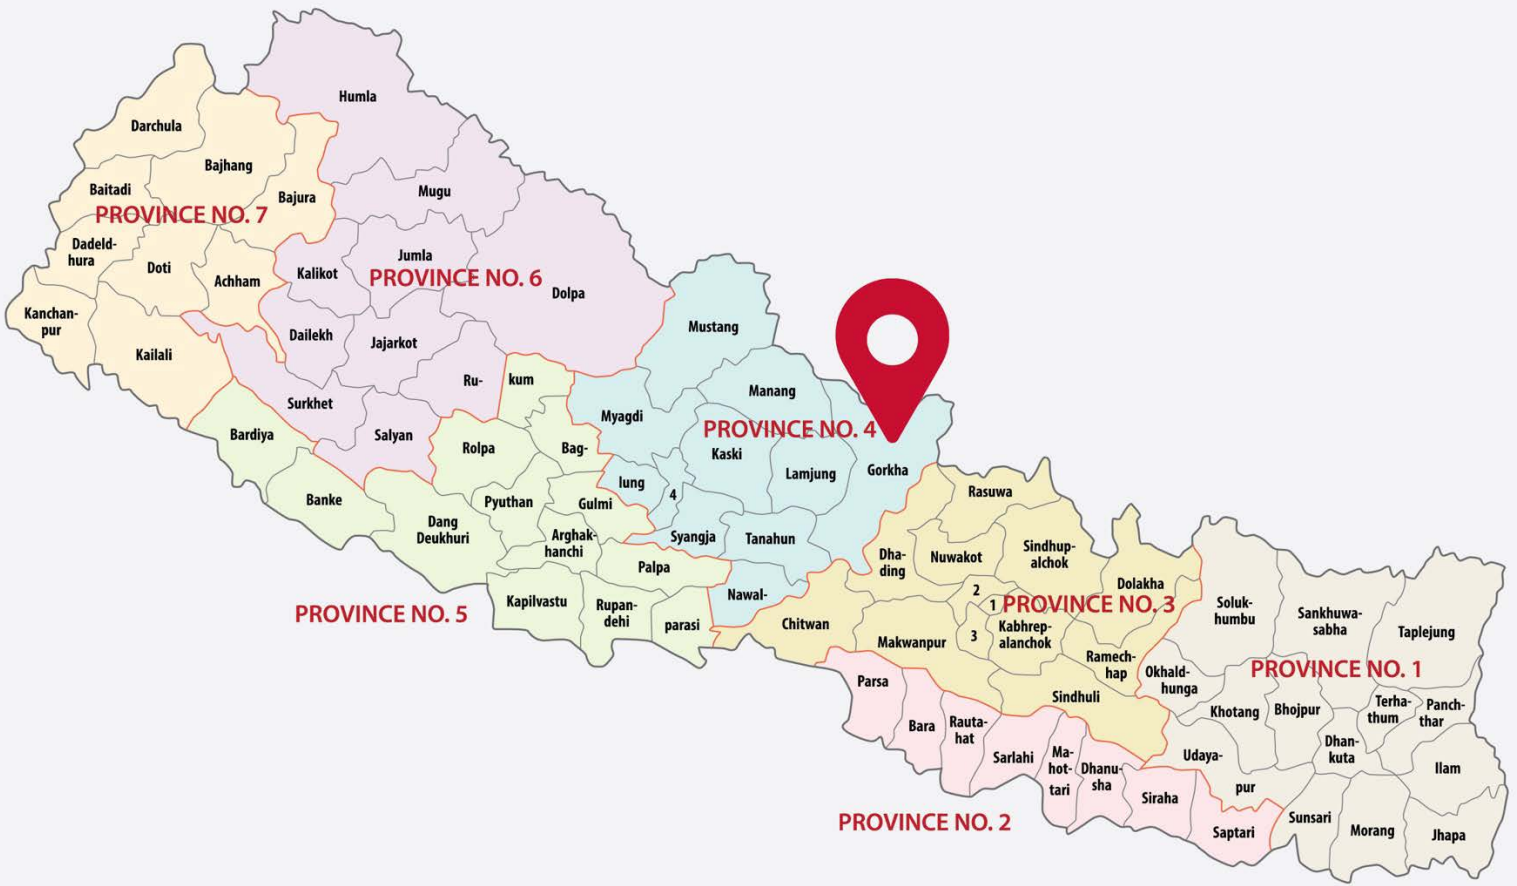 Humla
Darchula
Bajhang
Baitadi
Bajura
Mugu
PROVINCE NO. 7
Dadeld-
hura
Doti
Achham
Kalikot
Jumla
PROVINCE NO. 6
Dolpa
Kanchan-
pur
Kailali
Dailekh
Jajarkot
Mustang
Ru-
kum
Surkhet
Salyan
Manang
Myagdi
PROVINCE NO. 4
Bardiya
Rolpa
Bag-
lung
Kaski
Lamjung
Gorkha
4
Banke
Pyuthan
Gulmi
Dang
Deukhuri
Arghak-
hanchi
Syangja
Tanahun
Rasuwa
Palpa
Dha-
ding
Nuwakot
Sindhup-
alchok
Dolakha
Kapilvastu
Rupan-
dehi
Nawal-
parasi
PROVINCE NO. 5
Chitwan
2
1
PROVINCE NO. 3
3
Kabhrep-
alanchok
Makwanpur
Ramech-
hap
Sindhuli
Soluk-
humbu
Sankhuwa-
sabha
Taplejung
PROVINCE NO. 1
Okhald-
hunga
Khotang
Bhojpur
Terha-
thum
Panch-
thar
Dhan-
kuta
Udaya-
pur
Ilam
Parsa
Bara
Rauta-
hat
Sarlahi
Ma-
hot-
tari
Dhanu-
sha
Siraha
Saptari
PROVINCE NO. 2
Sunsari
Morang
Jhapa